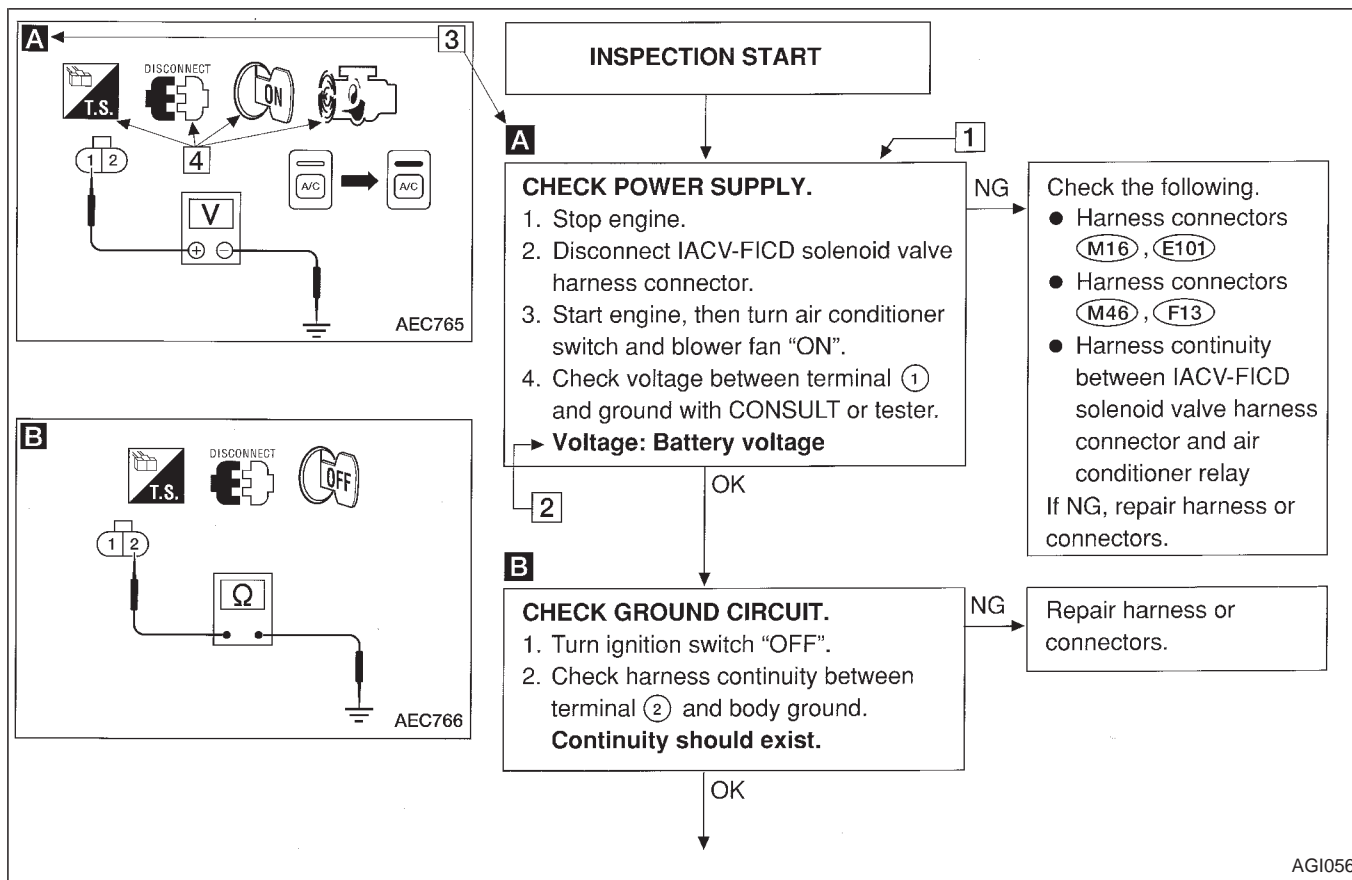 A
3
DISCONNECT
T.S.
ON
4
1 2
A/C
A/C
V
+ −
AEC765
B
DISCONNECT
T.S.
OFF
1 2
Ω
AEC766
INSPECTION START
A
1
CHECK POWER SUPPLY.
1. Stop engine.
2. Disconnect IACV-FICD solenoid valve
harness connector.
3. Start engine, then turn air conditioner
switch and blower fan “ON”.
4. Check voltage between terminal 1
and ground with CONSULT or tester.
Voltage: Battery voltage
2
NG
Check the following.
● Harness connectors
M16 , E101
● Harness connectors
M46 , F13
● Harness continuity
between IACV-FICD
solenoid valve harness
connector and air
conditioner relay
If NG, repair harness or
connectors.
OK
B
CHECK GROUND CIRCUIT.
1. Turn ignition switch “OFF”.
2. Check harness continuity between
terminal 2 and body ground.
Continuity should exist.
NG
Repair harness or
connectors.
OK
AGI056